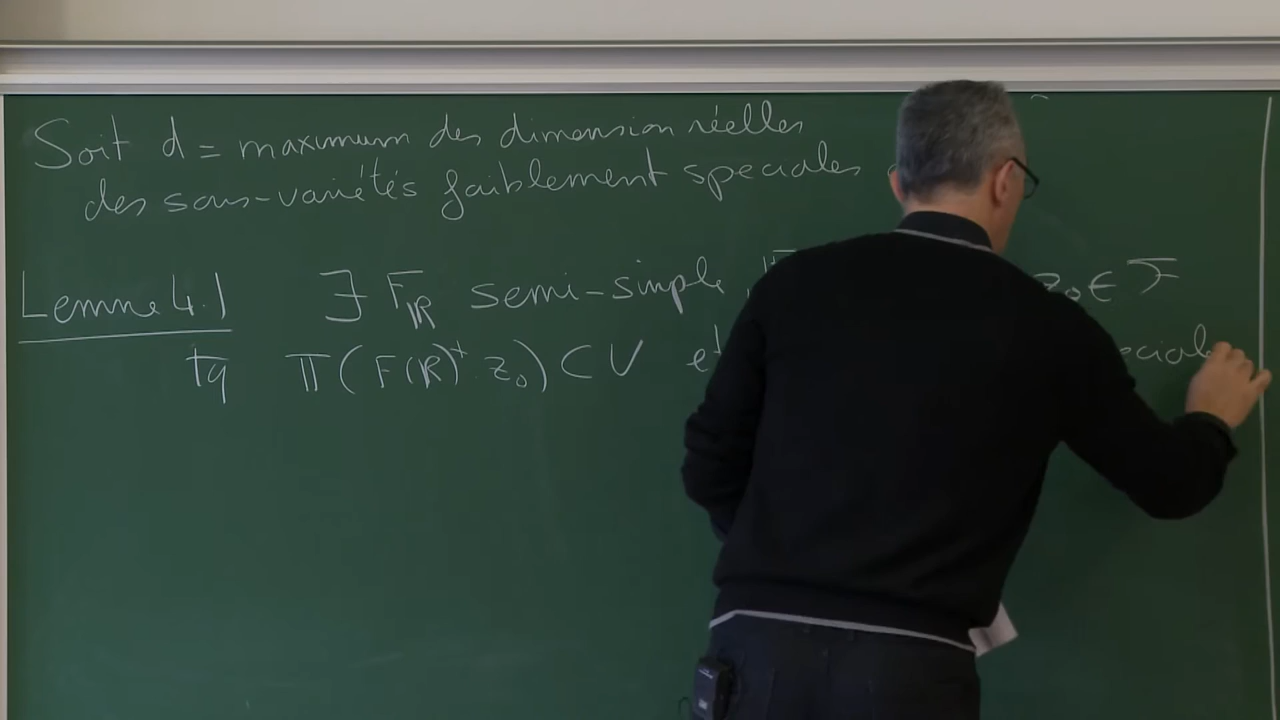 Soit d = maximum des dimension réelles
des sous-variétés faiblement speciales
Lemme 4.1 ∃ F_ℝ semi-simple z₀ ∈ ℱ
tq π(F(ℝ)⁺.z₀) ⊂ V et